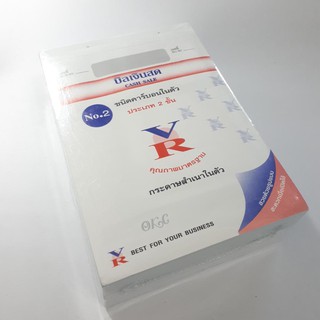 บิลเงินสด
CASH SALE
No.2
ชนิดคาร์บอนในตัว
ประเภท 2 ชั้น
VR
คุณภาพมาตรฐาน
กระดาษสำเนาในตัว
VR BEST FOR YOUR BUSINESS